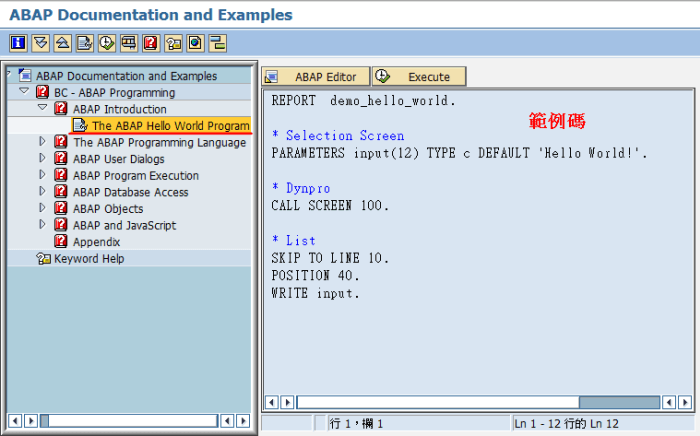 ABAP Documentation and Examples
ABAP Documentation and Examples
BC - ABAP Programming
ABAP Introduction
The ABAP Hello World Program
The ABAP Programming Language
ABAP User Dialogs
ABAP Program Execution
ABAP Database Access
ABAP Objects
ABAP and JavaScript
Appendix
Keyword Help
ABAP Editor Execute
REPORT demo_hello_world.
範例碼
* Selection Screen
PARAMETERS input(12) TYPE c DEFAULT 'Hello World!'.
* Dynpro
CALL SCREEN 100.
* List
SKIP TO LINE 10.
POSITION 40.
WRITE input.
行 1，欄 1 Ln 1 - 12 行的 Ln 12